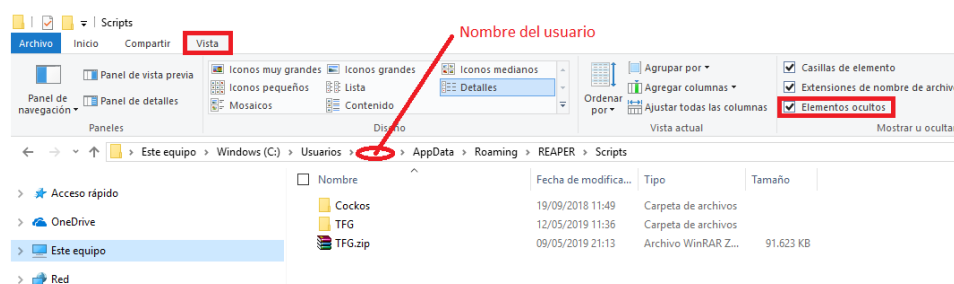 Scripts
Nombre del usuario
Archivo Inicio Compartir Vista
Panel de navegación
Panel de vista previa
Panel de detalles
Paneles
Iconos muy grandes Iconos grandes Iconos medianos
Iconos pequeños Lista Detalles
Mosaicos Contenido
Diseño
Ordenar por
Agrupar por
Agregar columnas
Ajustar todas las columnas
Vista actual
Casillas de elemento
Extensiones de nombre de archiv
Elementos ocultos
Mostrar u oculta
Este equipo > Windows (C:) > Usuarios > > AppData > Roaming > REAPER > Scripts
Acceso rápido
OneDrive
Este equipo
Red
Nombre Fecha de modifica... Tipo Tamaño
Cockos 19/09/2018 11:49 Carpeta de archivos
TFG 12/05/2019 11:36 Carpeta de archivos
TFG.zip 09/05/2019 21:13 Archivo WinRAR Z... 91.623 KB